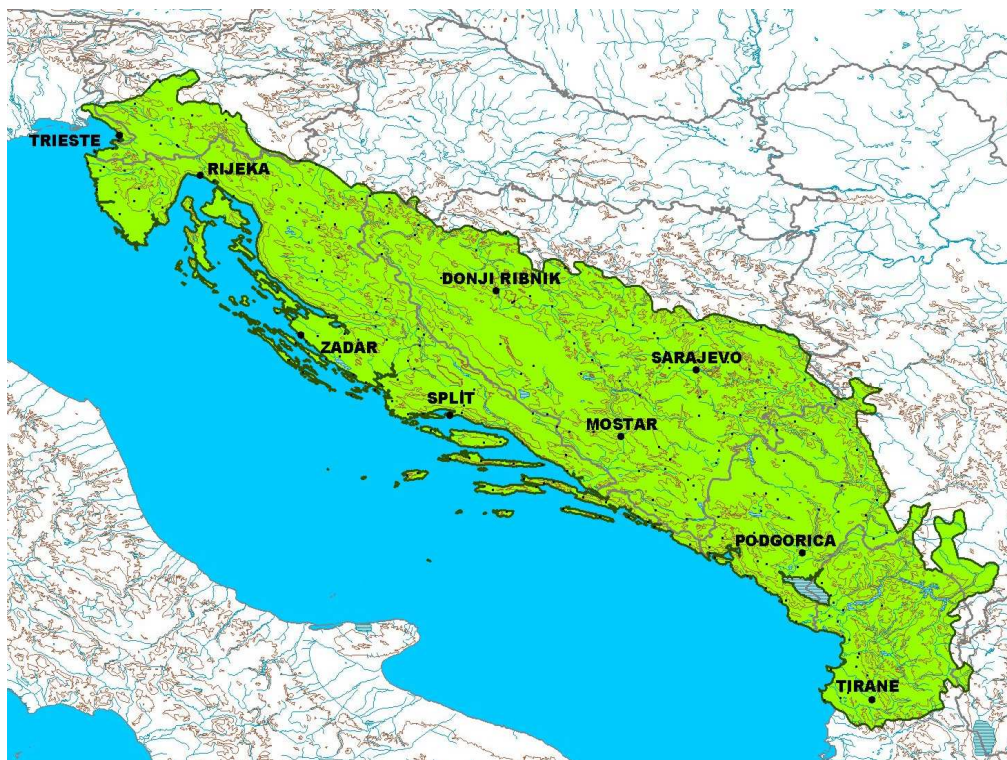 TRIESTE
RIJEKA
DONJI RIBNIK
ZADAR
SARAJEVO
SPLIT
MOSTAR
PODGORICA
TIRANE